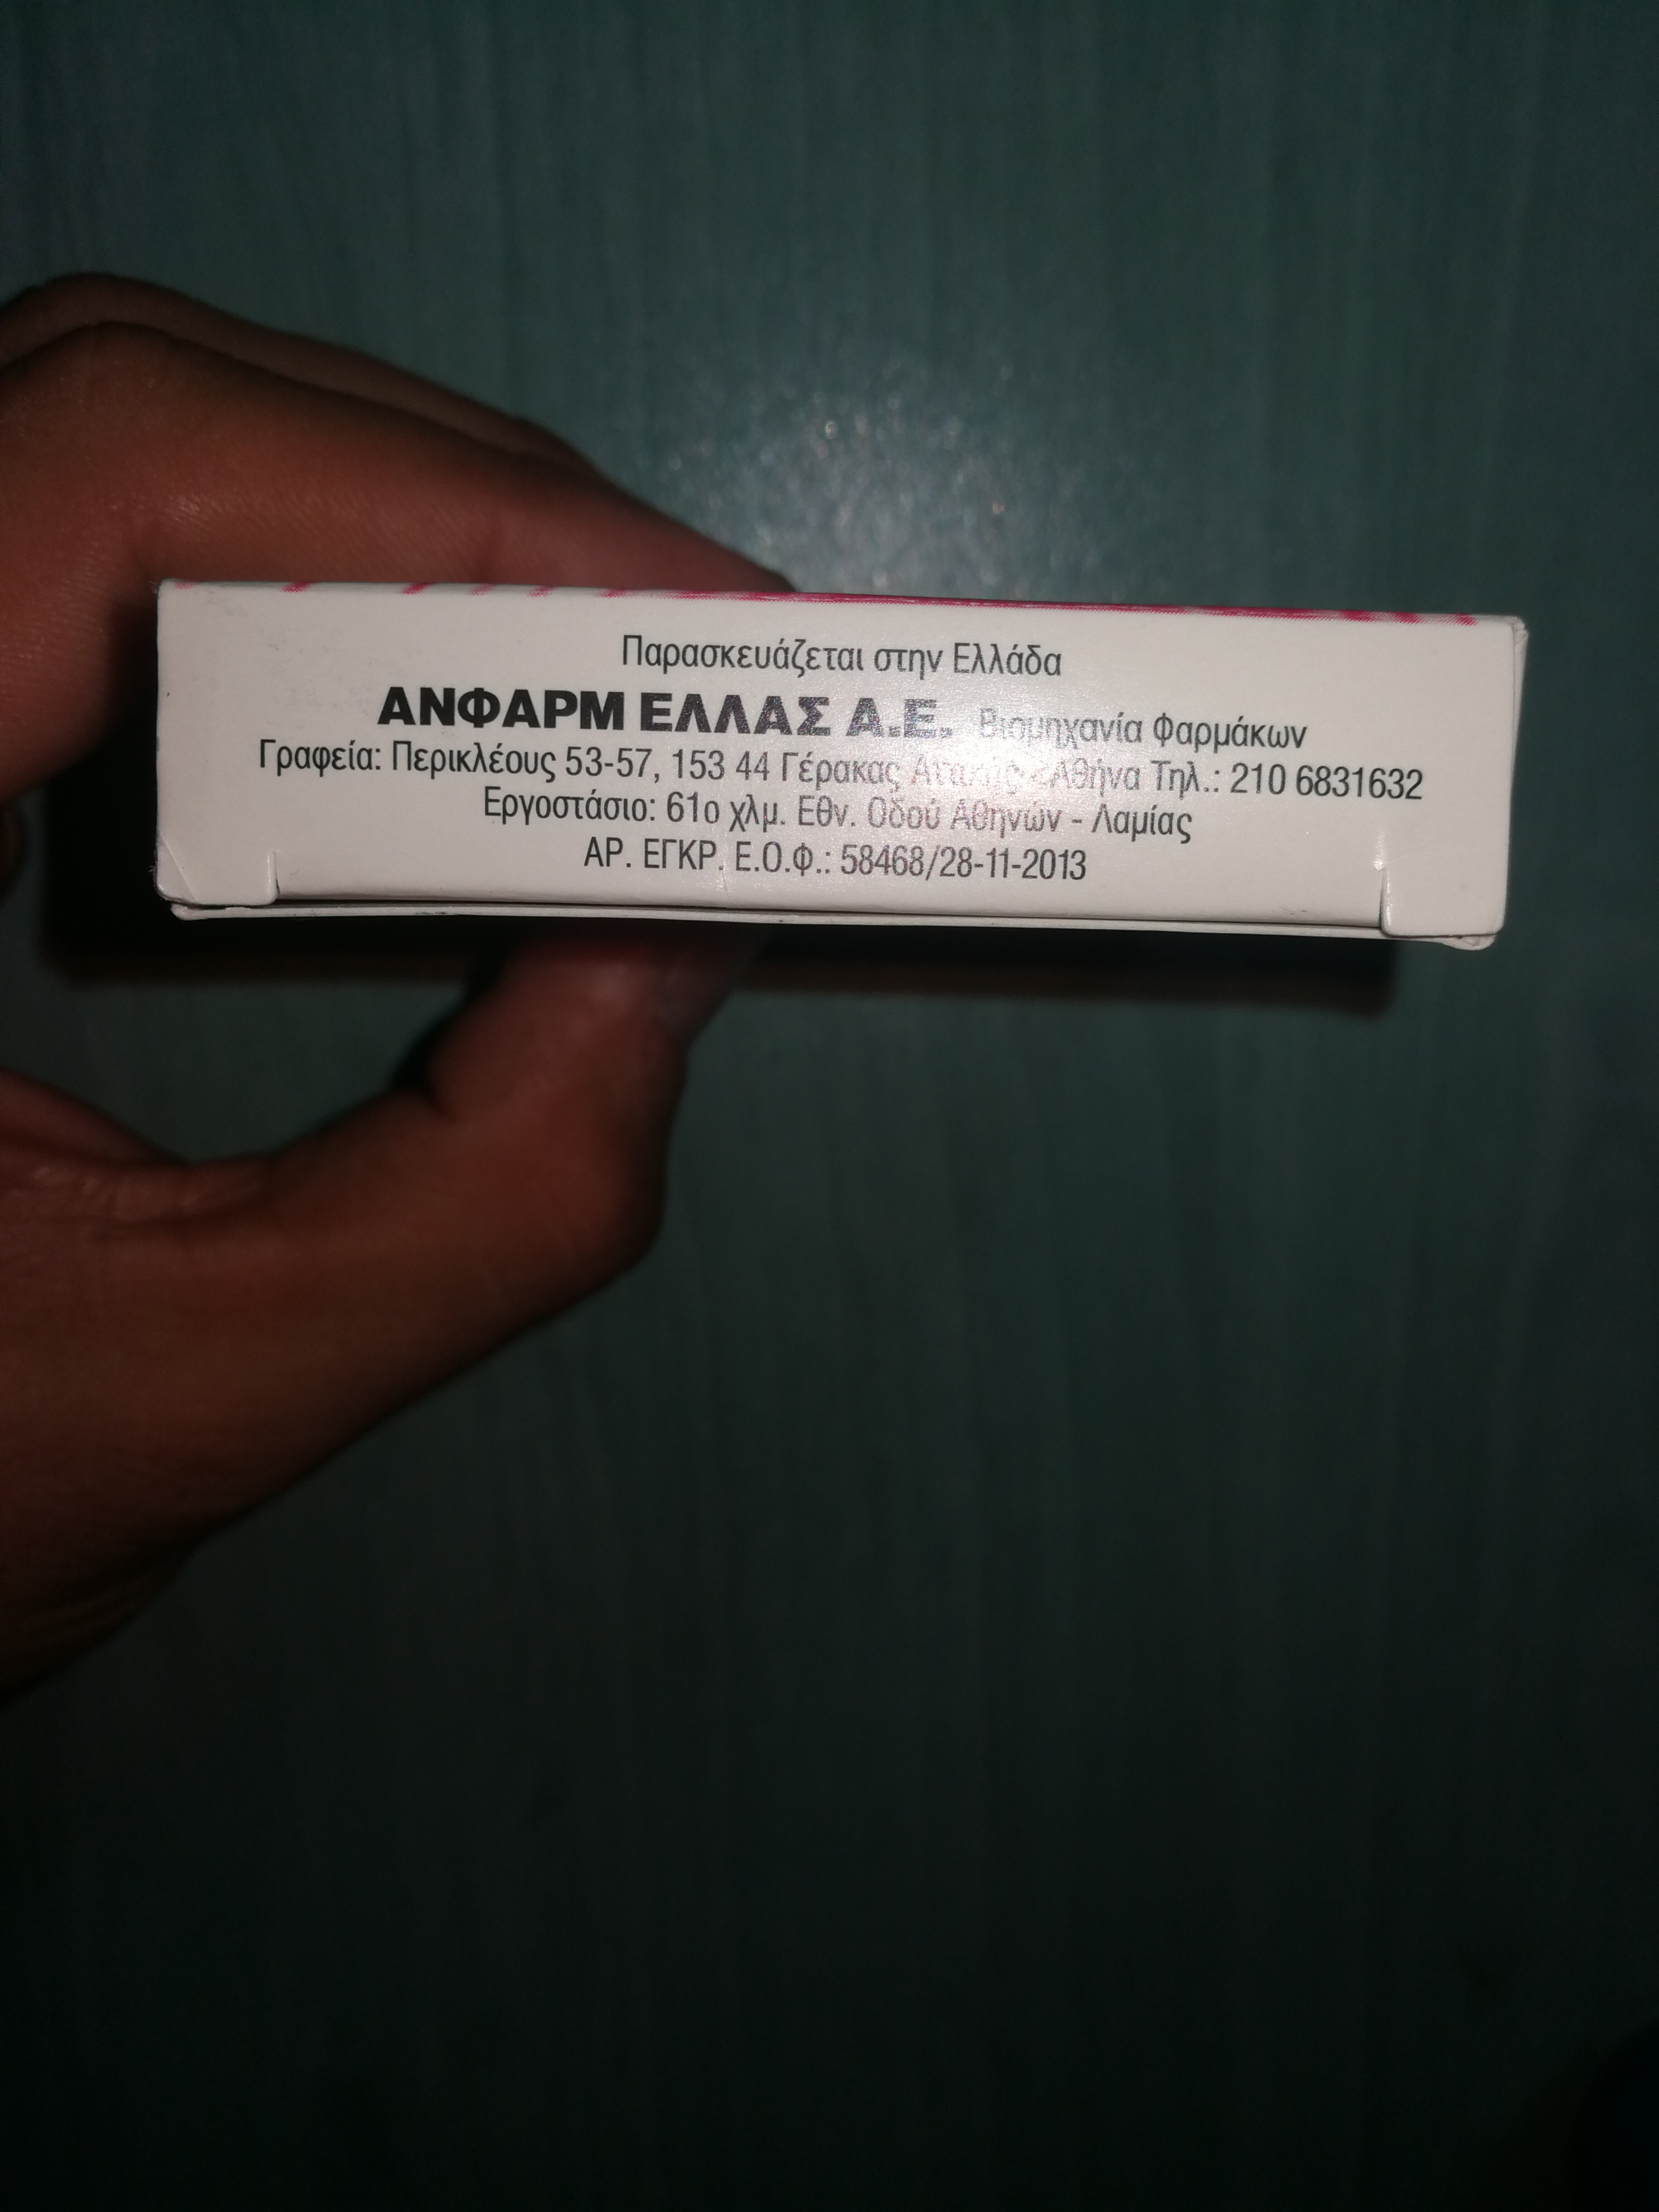 Παρασκευάζεται στην Ελλάδα
ΑΝΦΑΡΜ ΕΛΛΑΣ Α.Ε. Βιομηχανία Φαρμάκων
Γραφεία: Περικλέους 53-57, 153 44 Γέρακας Αττικής - Αθήνα Τηλ.: 210 6831632
Εργοστάσιο: 61ο χλμ. Εθν. Οδού Αθηνών - Λαμίας
ΑΡ. ΕΓΚΡ. Ε.Ο.Φ.: 58468/28-11-2013